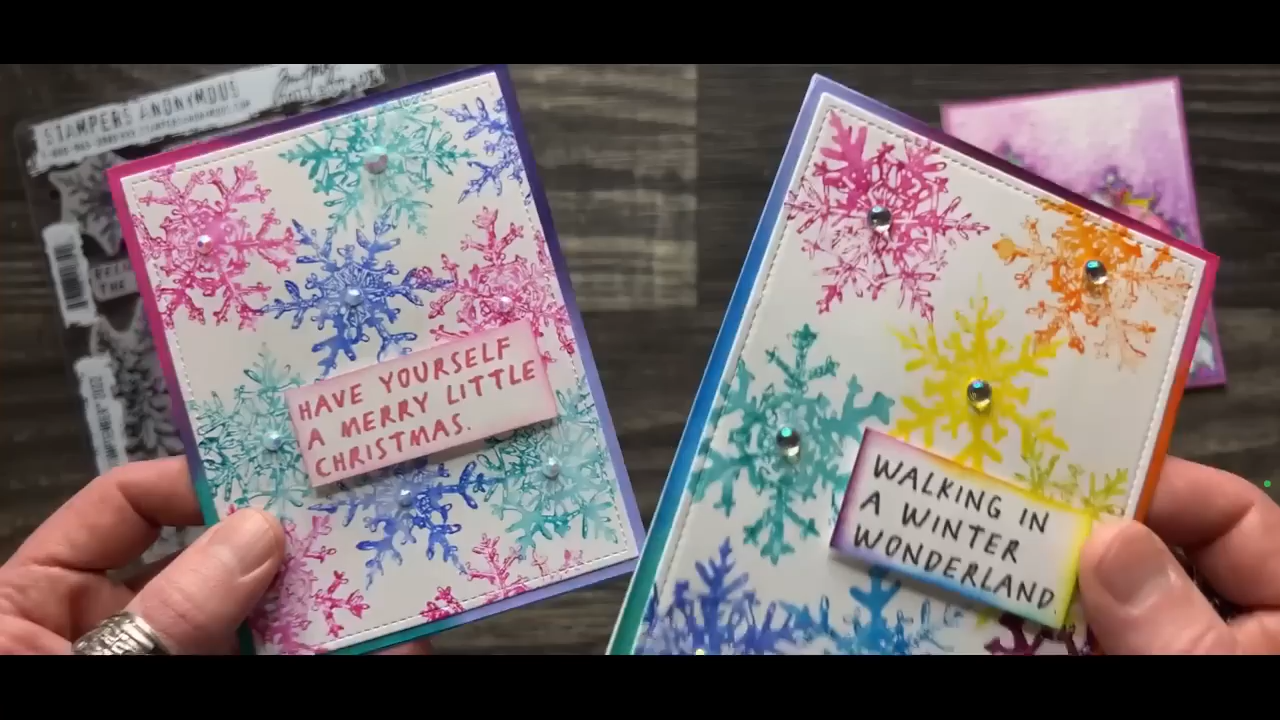 STAMPERS ANONYMOUS
HAVE YOURSELF
A MERRY LITTLE
CHRISTMAS.
WALKING IN
A WINTER
WONDERLAND.